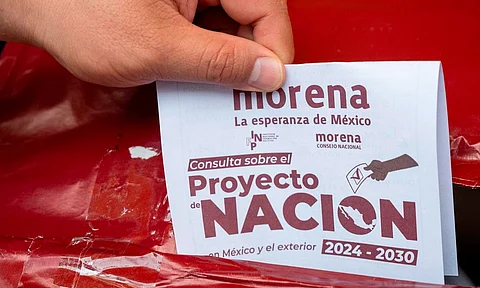 morena
La esperanza de México
INP
morena
CONSEJO NACIONAL
Consulta sobre el
Proyecto
de NACIÓN
en México y el exterior 2024 - 2030